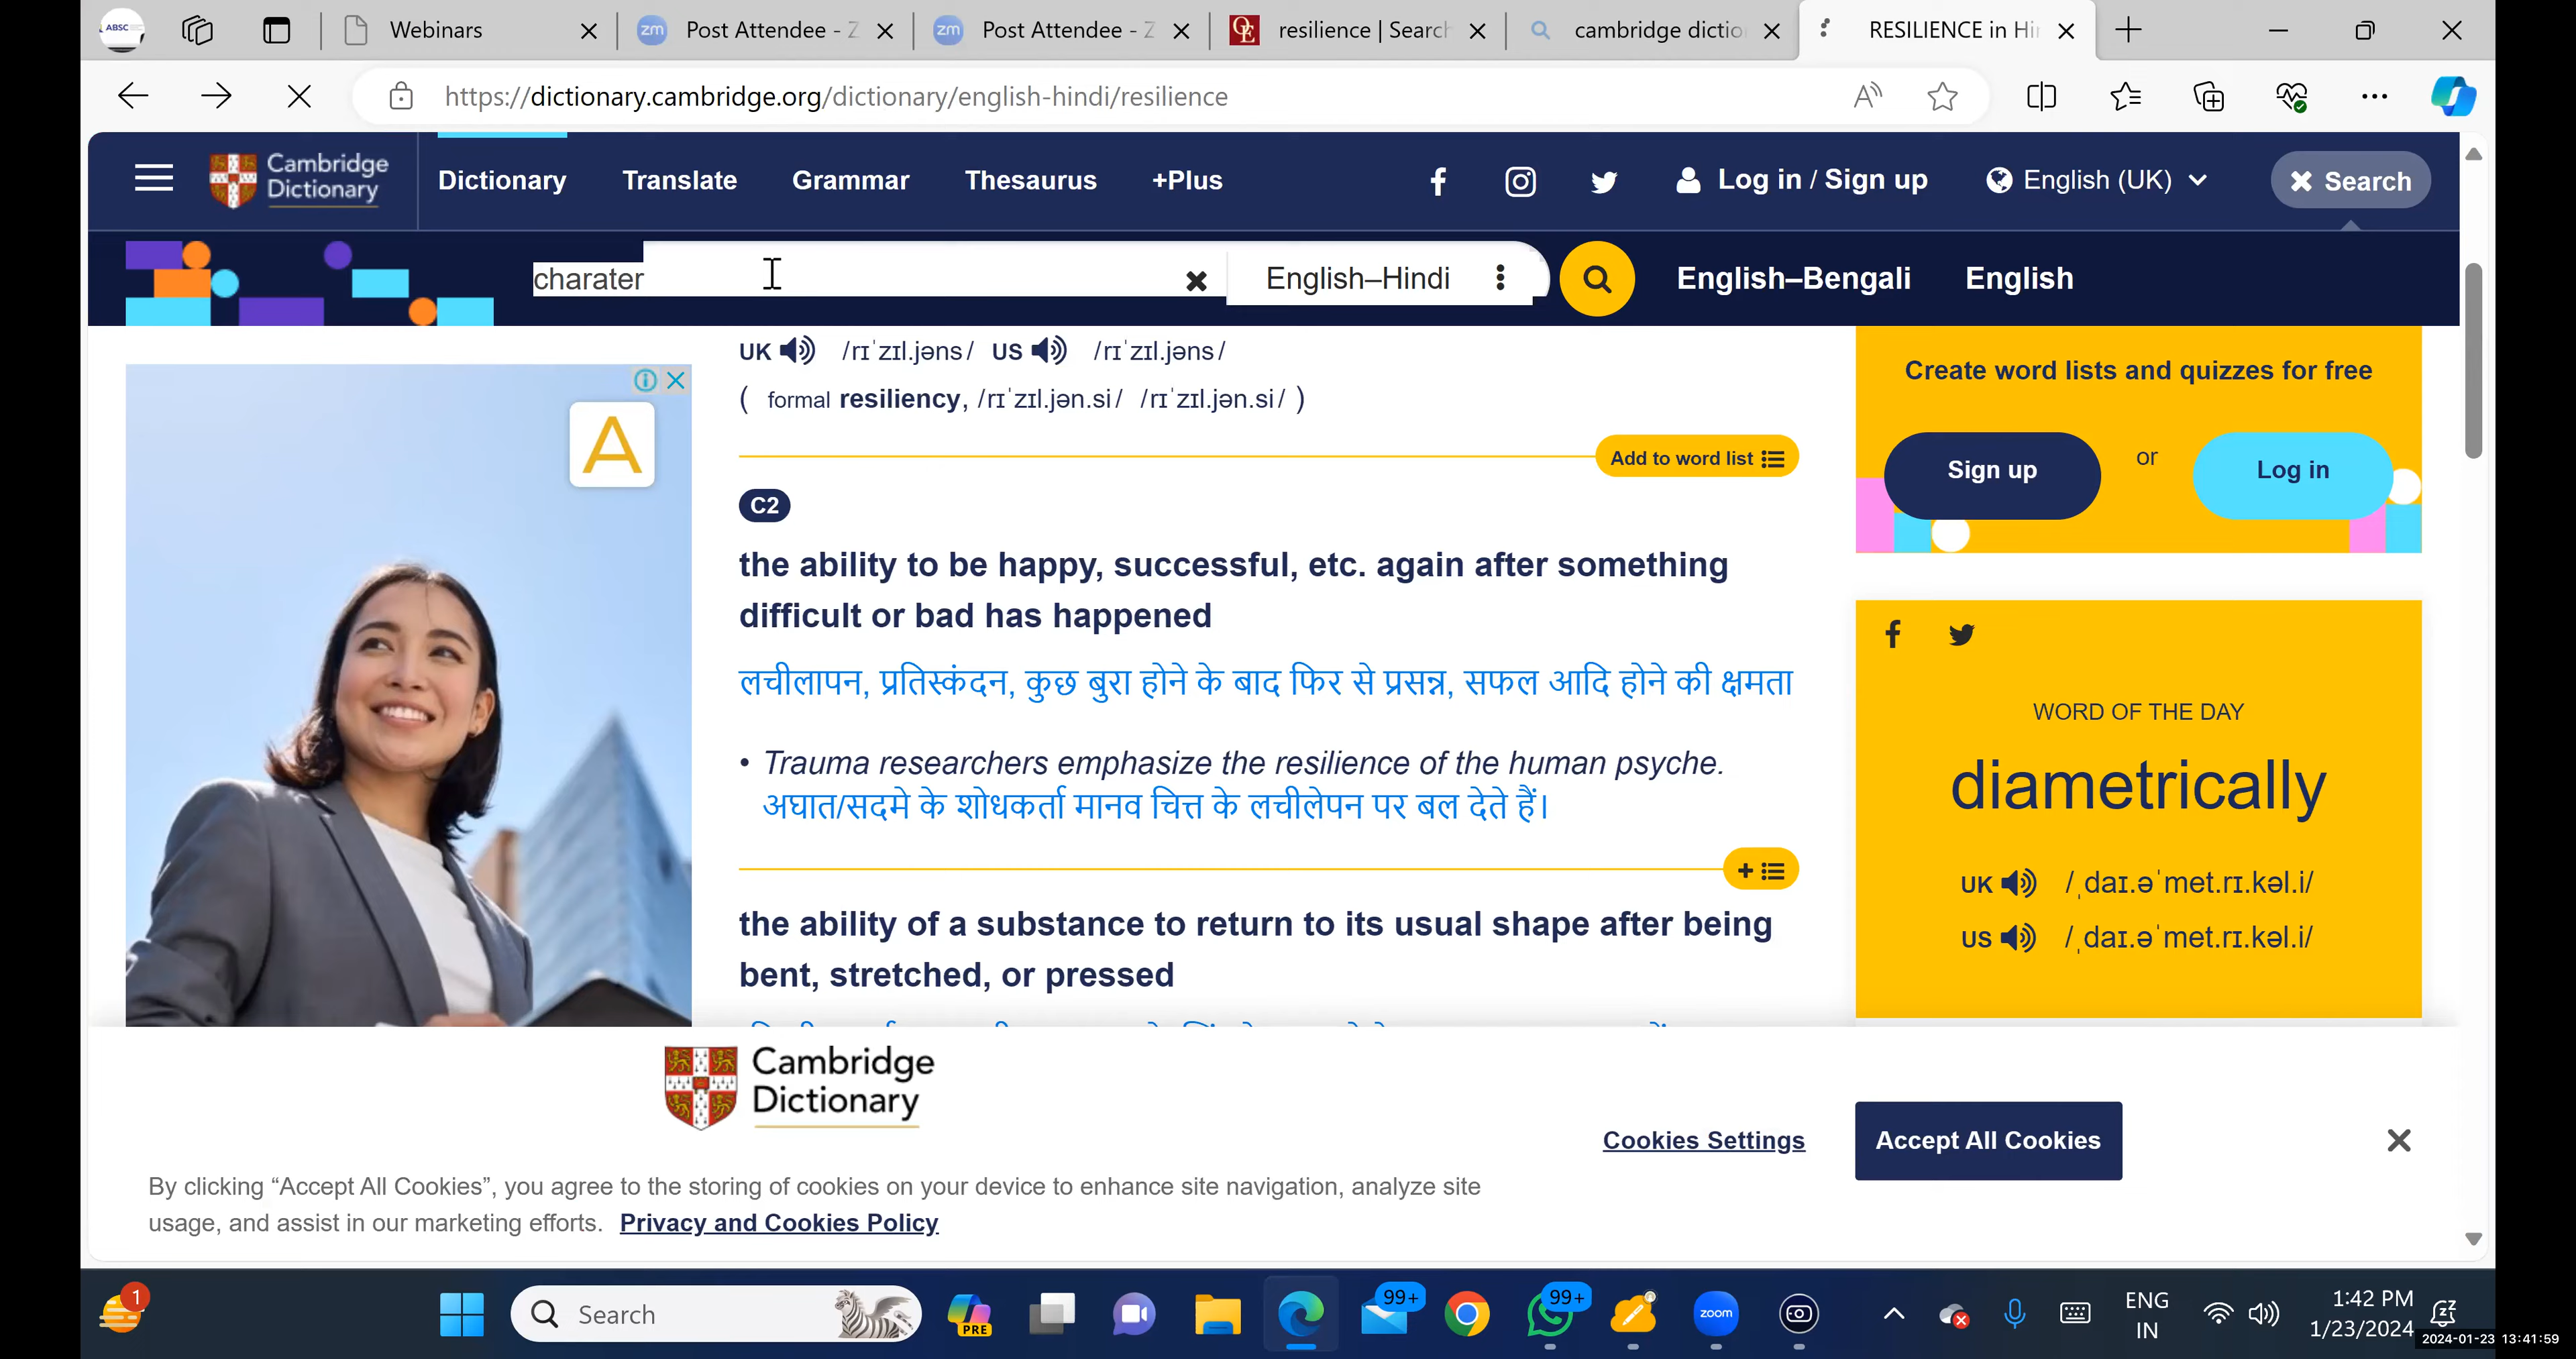 ABSC
Webinars
Post Attendee - Z
Post Attendee - Z
resilience | Search
cambridge dictio
RESILIENCE in Hi
https://dictionary.cambridge.org/dictionary/english-hindi/resilience
Cambridge
Dictionary
Dictionary
Translate
Grammar
Thesaurus
+Plus
Log in / Sign up
English (UK)
Search
charater
English–Hindi
English–Bengali
English
UK /rɪˈzɪl.jəns/ US /rɪˈzɪl.jəns/
( formal resiliency, /rɪˈzɪl.jən.si/ /rɪˈzɪl.jən.si/ )
Add to word list
C2
the ability to be happy, successful, etc. again after something
difficult or bad has happened
लचीलापन, प्रतिस्कंदन, कुछ बुरा होने के बाद फिर से प्रसन्न, सफल आदि होने की क्षमता
• Trauma researchers emphasize the resilience of the human psyche.
अघात/सदमे के शोधकर्ता मानव चित्त के लचीलेपन पर बल देते हैं।
+
the ability of a substance to return to its usual shape after being
bent, stretched, or pressed
A
Create word lists and quizzes for free
Sign up
or
Log in
WORD OF THE DAY
diametrically
UK /ˌdaɪ.əˈmet.rɪ.kəl.i/
US /ˌdaɪ.əˈmet.rɪ.kəl.i/
Cambridge
Dictionary
Cookies Settings
Accept All Cookies
By clicking “Accept All Cookies”, you agree to the storing of cookies on your device to enhance site navigation, analyze site
usage, and assist in our marketing efforts. Privacy and Cookies Policy
1
Search
PRE
99+
99+
zoom
ENG
IN
1:42 PM
1/23/2024
2024-01-23 13:41:59